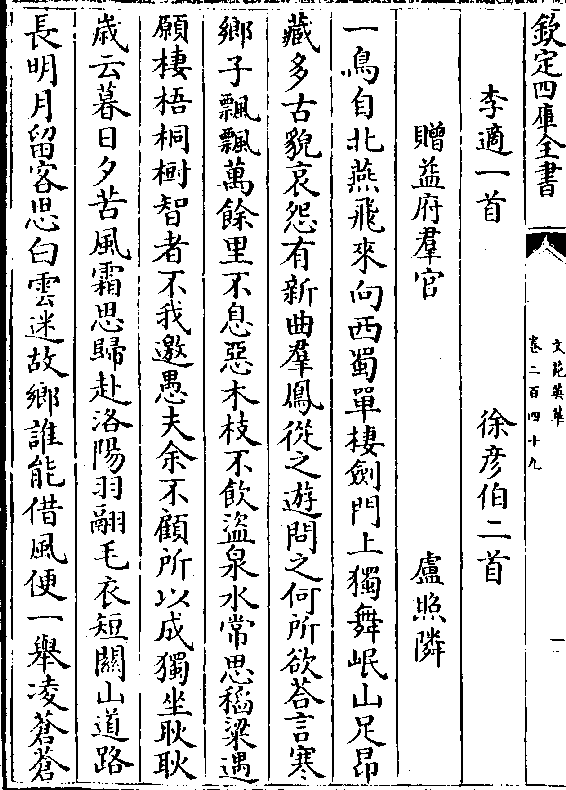 欽定四庫全書
文苑英華
卷二百四十九
一
李適一首 徐彦伯二首
贈益府羣官 盧照隣
一鳥自北燕飛來向西蜀單棲劍門上獨舞岷山足昂
藏多古貌哀怨有新曲羣鳳從之遊問之何所欲荅言寒
鄉子飄飄萬餘里不息惡木枝不飲盜泉水常思稻粱遇
願棲梧桐樹智者不我邀愚夫余不顧所以成獨坐耿耿
歲云暮日夕苦風霜思歸赴洛陽羽翮毛衣短關山道路
長明月留客思白雲迷故鄉誰能借風便一舉凌蒼蒼